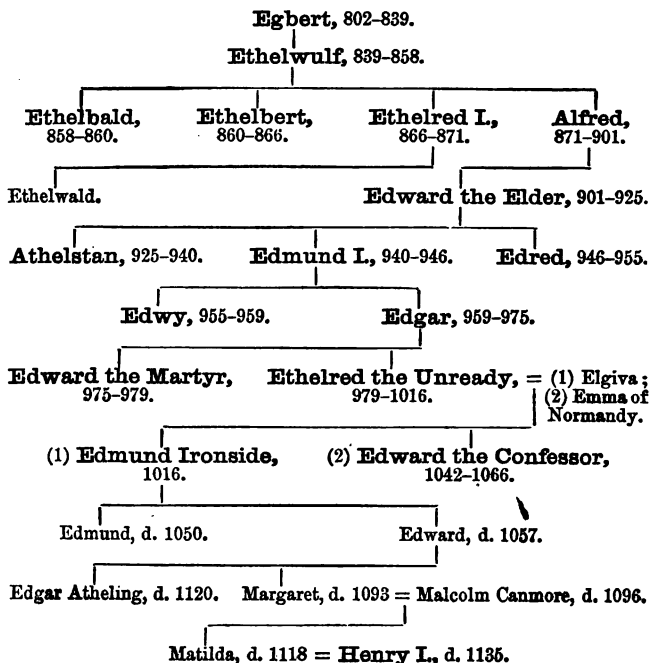 Egbert, 802–839.
Ethelwulf, 839–858.
Ethelbald, Ethelbert, Ethelred I., Alfred,
858–860. 860–866. 866–871. 871–901.
Ethelwald. Edward the Elder, 901–925.
Athelstan, 925–940. Edmund I., 940–946. Edred, 946–955.
Edwy, 955–959. Edgar, 959–975.
Edward the Martyr, Ethelred the Unready, = (1) Elgiva;
975–979. 979–1016. (2) Emma of
Normandy.
(1) Edmund Ironside, (2) Edward the Confessor,
1016. 1042–1066.
Edmund, d. 1050. Edward, d. 1057.
Edgar Atheling, d. 1120. Margaret, d. 1093 = Malcolm Canmore, d. 1096.
Matilda, d. 1118 = Henry I., d. 1135.